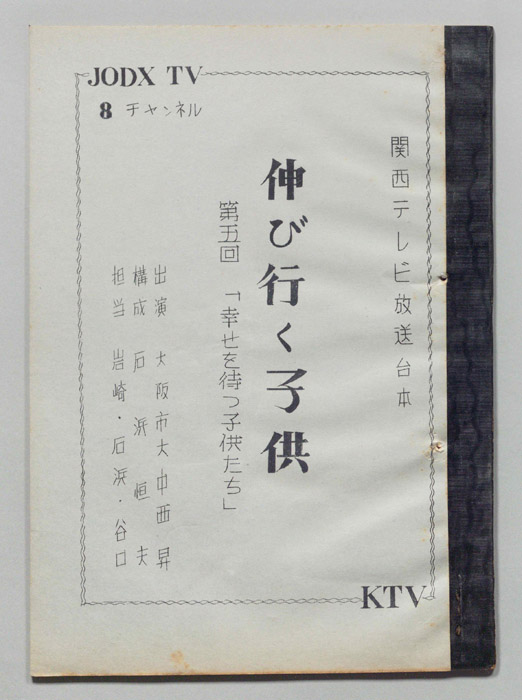 JODX TV
8 チャンネル
関西テレビ放送台本
伸び行く子供
第五回 「幸せを待つ子供たち」
出演 大阪市大 中西 昇
構成 石浜 恒夫
担当 岩崎・石浜・谷口
KTV